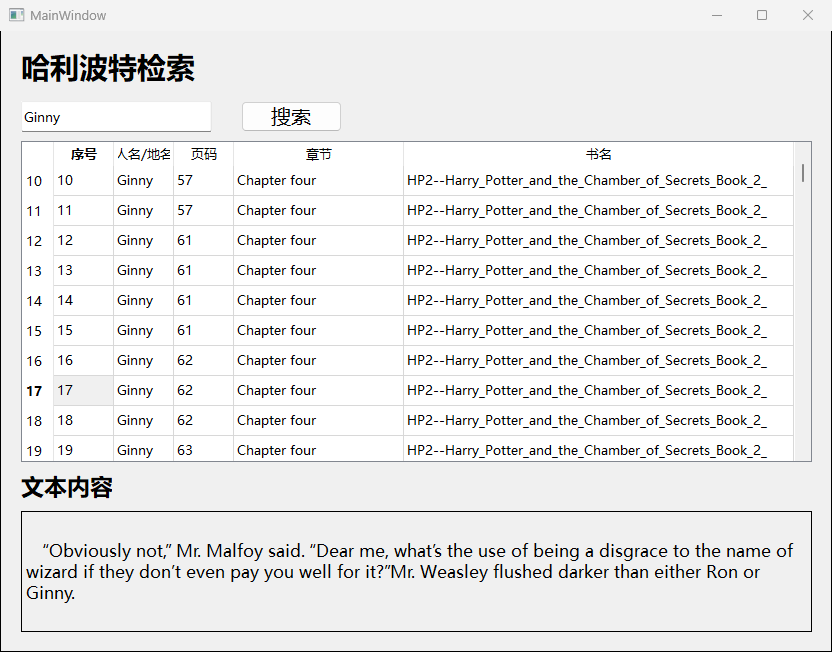 MainWindow
哈利波特检索
Ginny 搜索
序号 人名/地名 页码 章节 书名
10 10 Ginny 57 Chapter four HP2--Harry_Potter_and_the_Chamber_of_Secrets_Book_2_
11 11 Ginny 57 Chapter four HP2--Harry_Potter_and_the_Chamber_of_Secrets_Book_2_
12 12 Ginny 61 Chapter four HP2--Harry_Potter_and_the_Chamber_of_Secrets_Book_2_
13 13 Ginny 61 Chapter four HP2--Harry_Potter_and_the_Chamber_of_Secrets_Book_2_
14 14 Ginny 61 Chapter four HP2--Harry_Potter_and_the_Chamber_of_Secrets_Book_2_
15 15 Ginny 61 Chapter four HP2--Harry_Potter_and_the_Chamber_of_Secrets_Book_2_
16 16 Ginny 62 Chapter four HP2--Harry_Potter_and_the_Chamber_of_Secrets_Book_2_
17 17 Ginny 62 Chapter four HP2--Harry_Potter_and_the_Chamber_of_Secrets_Book_2_
18 18 Ginny 62 Chapter four HP2--Harry_Potter_and_the_Chamber_of_Secrets_Book_2_
19 19 Ginny 63 Chapter four HP2--Harry_Potter_and_the_Chamber_of_Secrets_Book_2_
文本内容
“Obviously not,” Mr. Malfoy said. “Dear me, what’s the use of being a disgrace to the name of
wizard if they don’t even pay you well for it?”Mr. Weasley flushed darker than either Ron or
Ginny.